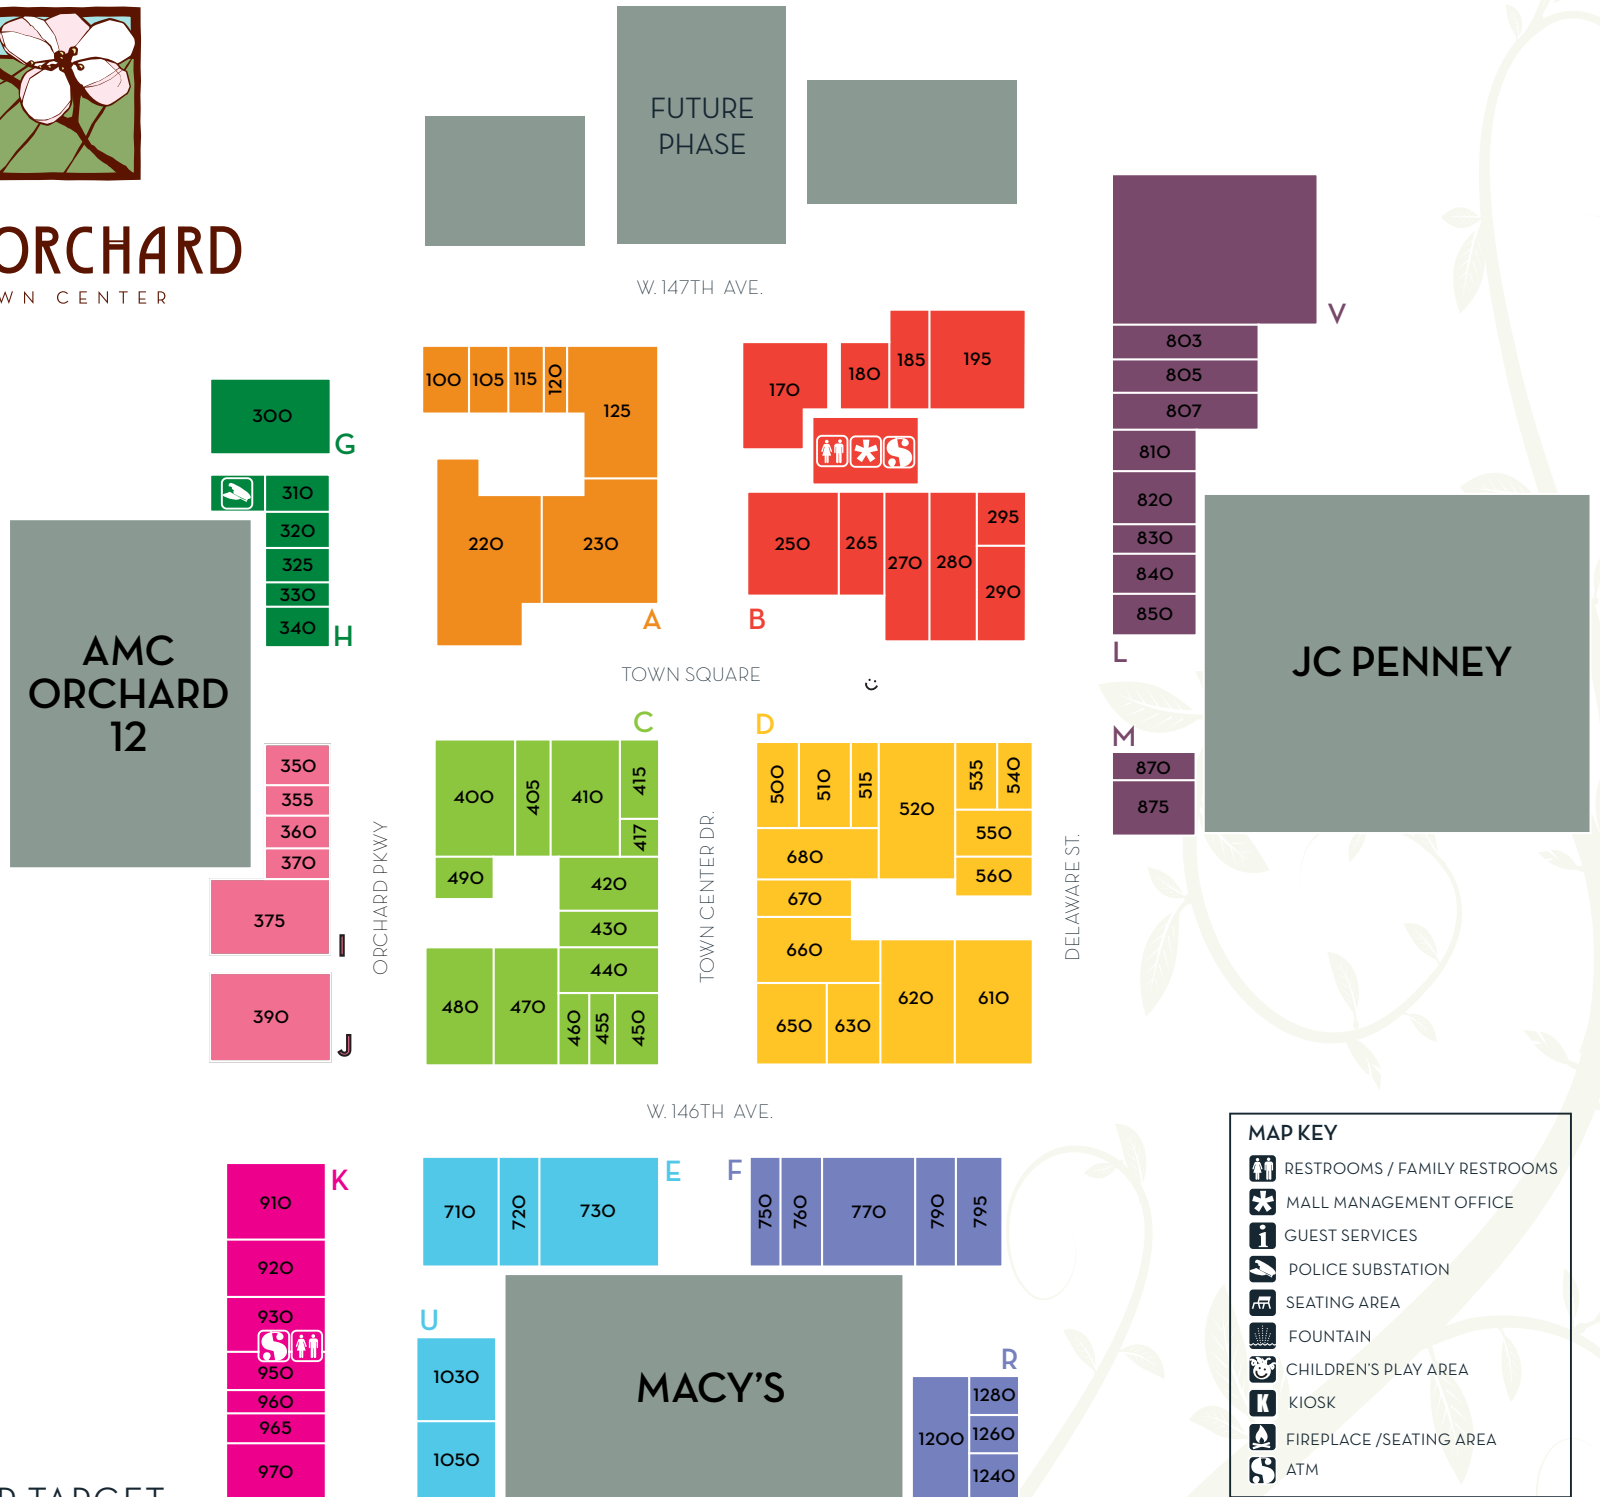 ORCHARD
WN CENTER
FUTURE
PHASE
W. 147TH AVE.
100 105 115 120 125
220 230
A
170 180 185 195
250 265 270 280 295
290
B
V
803
805
807
810
820
830
840
850
L
JC PENNEY
M
870
875
300
G
310
320
325
330
340
H
AMC
ORCHARD
12
350
355
360
370
375
I
390
J
TOWN SQUARE
ORCHARD PKWY
TOWN CENTER DR.
DELAWARE ST.
C
400 405 410 415
417
490 420
430
440
480 470 460 455 450
D
500 510 515 520 535 540
550
680 560
670
660
620 610
650 630
W. 146TH AVE.
K
910
920
930
950
960
965
970
E
710 720 730
F
750 760 770 790 795
U
1030
1050
MACY'S
R
1280
1200 1260
1240
MAP KEY
RESTROOMS / FAMILY RESTROOMS
MALL MANAGEMENT OFFICE
i GUEST SERVICES
POLICE SUBSTATION
SEATING AREA
FOUNTAIN
CHILDREN'S PLAY AREA
K KIOSK
FIREPLACE /SEATING AREA
ATM
TARGET